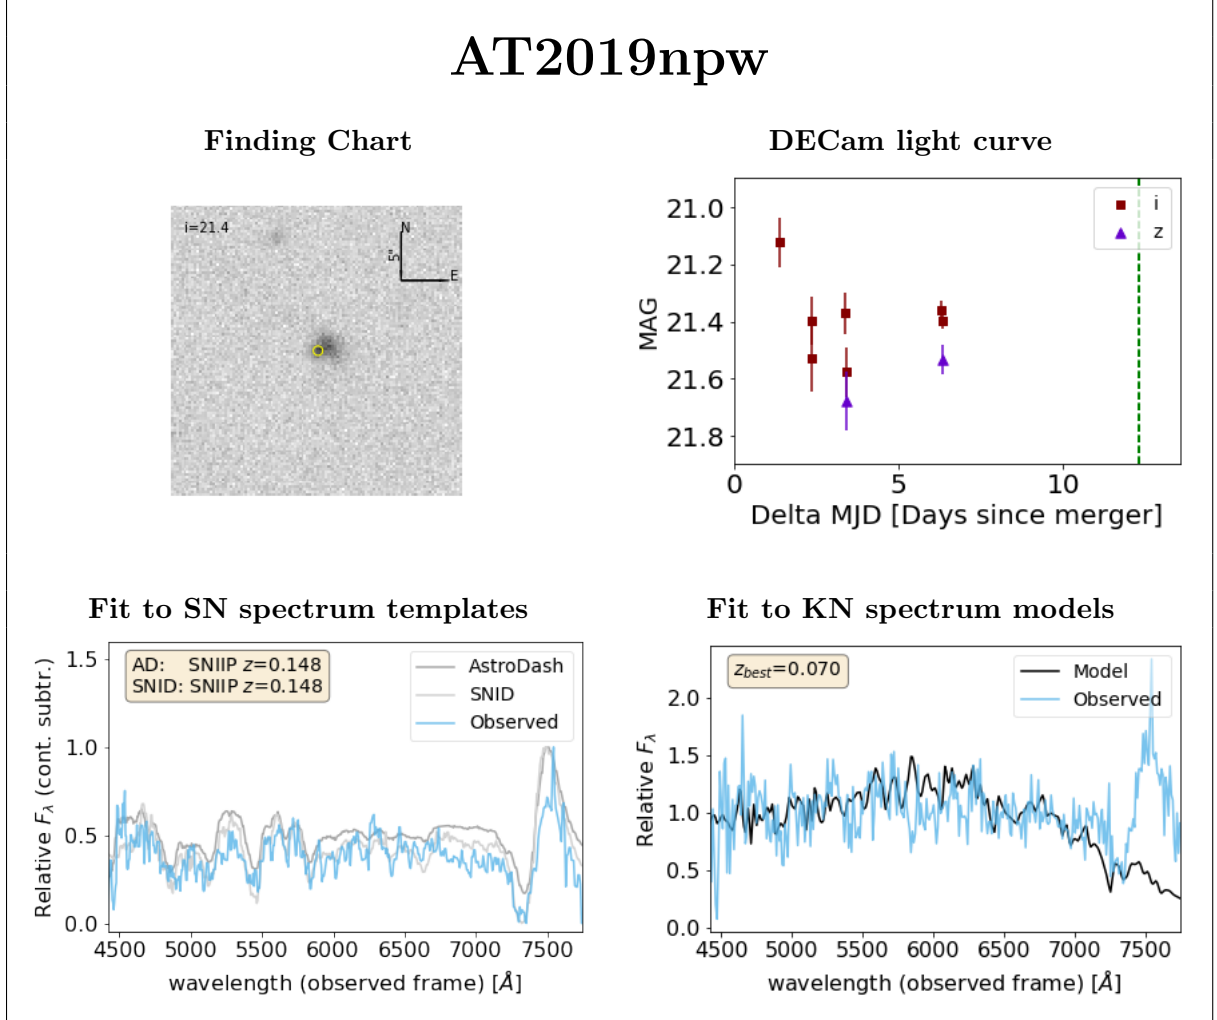 AT2019npw
Finding Chart
i=21.4
N
5"
E
DECam light curve
MAG
21.0
21.2
21.4
21.6
21.8
i
z
0
5
10
Delta MJD [Days since merger]
Fit to SN spectrum templates
Relative Fλ (cont. subtr.)
1.5
1.0
0.5
0.0
AD: SNIIP z=0.148
SNID: SNIIP z=0.148
AstroDash
SNID
Observed
4500 5000 5500 6000 6500 7000 7500
wavelength (observed frame) [Å]
Fit to KN spectrum models
Relative Fλ
2.0
1.5
1.0
0.5
0.0
zbest=0.070
Model
Observed
4500 5000 5500 6000 6500 7000 7500
wavelength (observed frame) [Å]